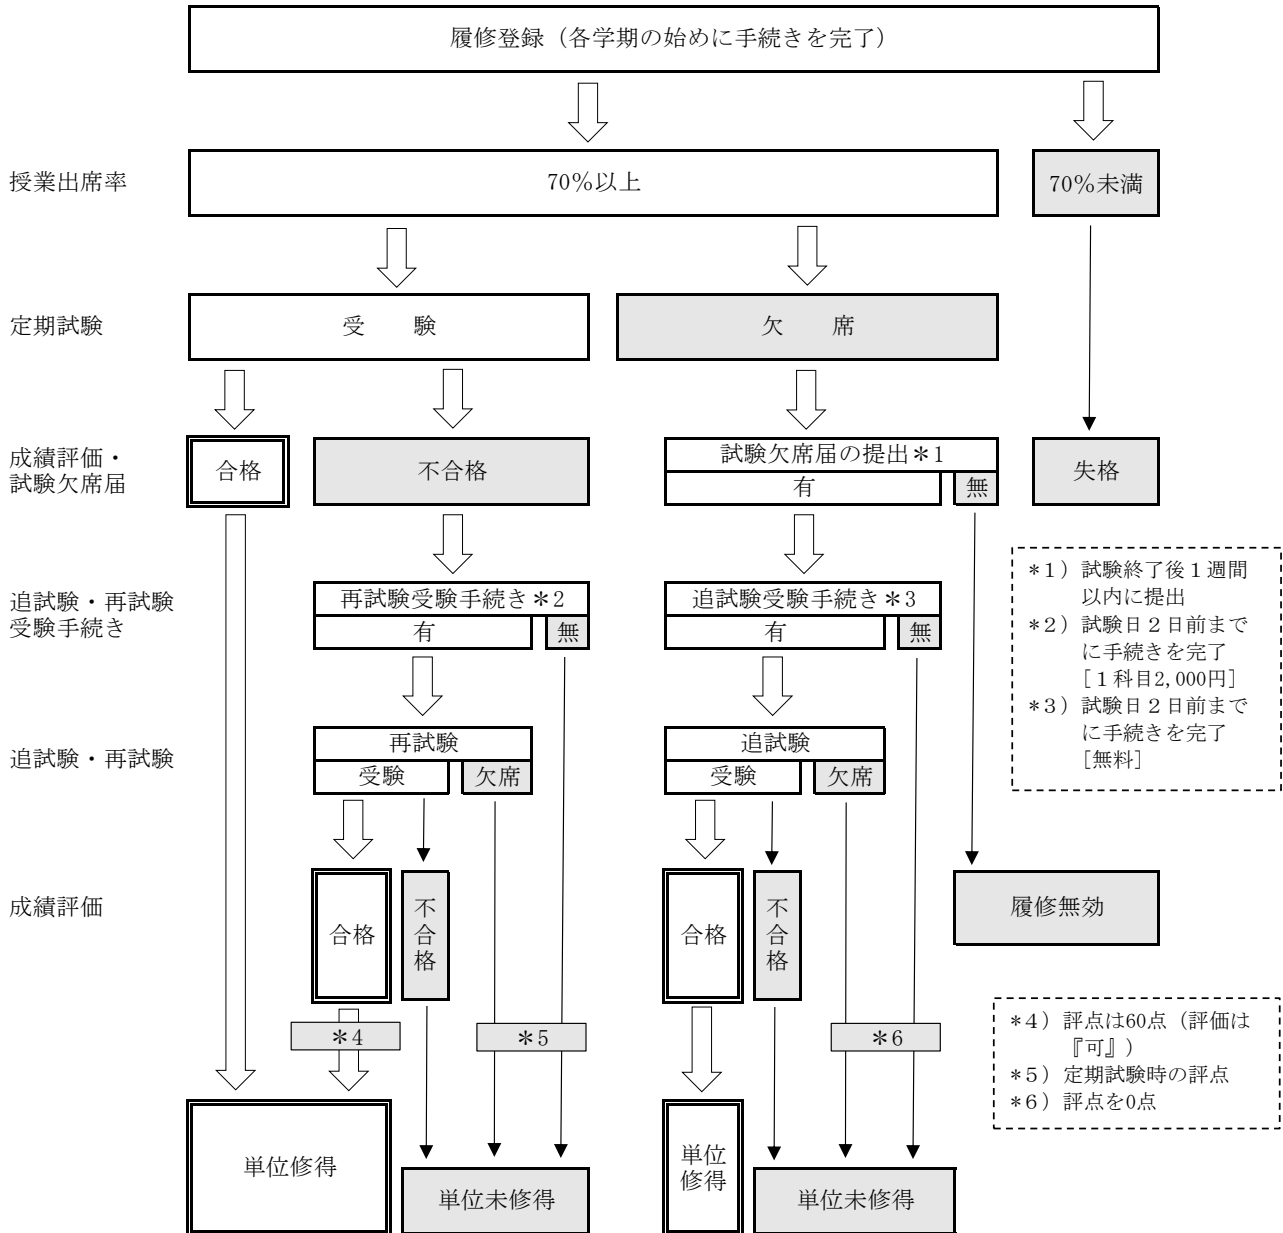 履修登録（各学期の始めに手続きを完了）
授業出席率
70%以上
70%未満
定期試験
受　　験
欠　　席
成績評価・
試験欠席届
合格
不合格
試験欠席届の提出＊1
有
無
失格
追試験・再試験
受験手続き
再試験受験手続き＊2
有
無
追試験受験手続き＊3
有
無
＊1）試験終了後１週間
以内に提出
＊2）試験日２日前まで
に手続きを完了
［１科目2,000円］
＊3）試験日２日前まで
に手続きを完了
［無料］
追試験・再試験
再試験
受験
欠席
追試験
受験
欠席
成績評価
合格
不合格
合格
不合格
履修無効
＊4
＊5
＊6
＊4）評点は60点（評価は
『可』）
＊5）定期試験時の評点
＊6）評点を0点
単位修得
単位未修得
単位
修得
単位未修得